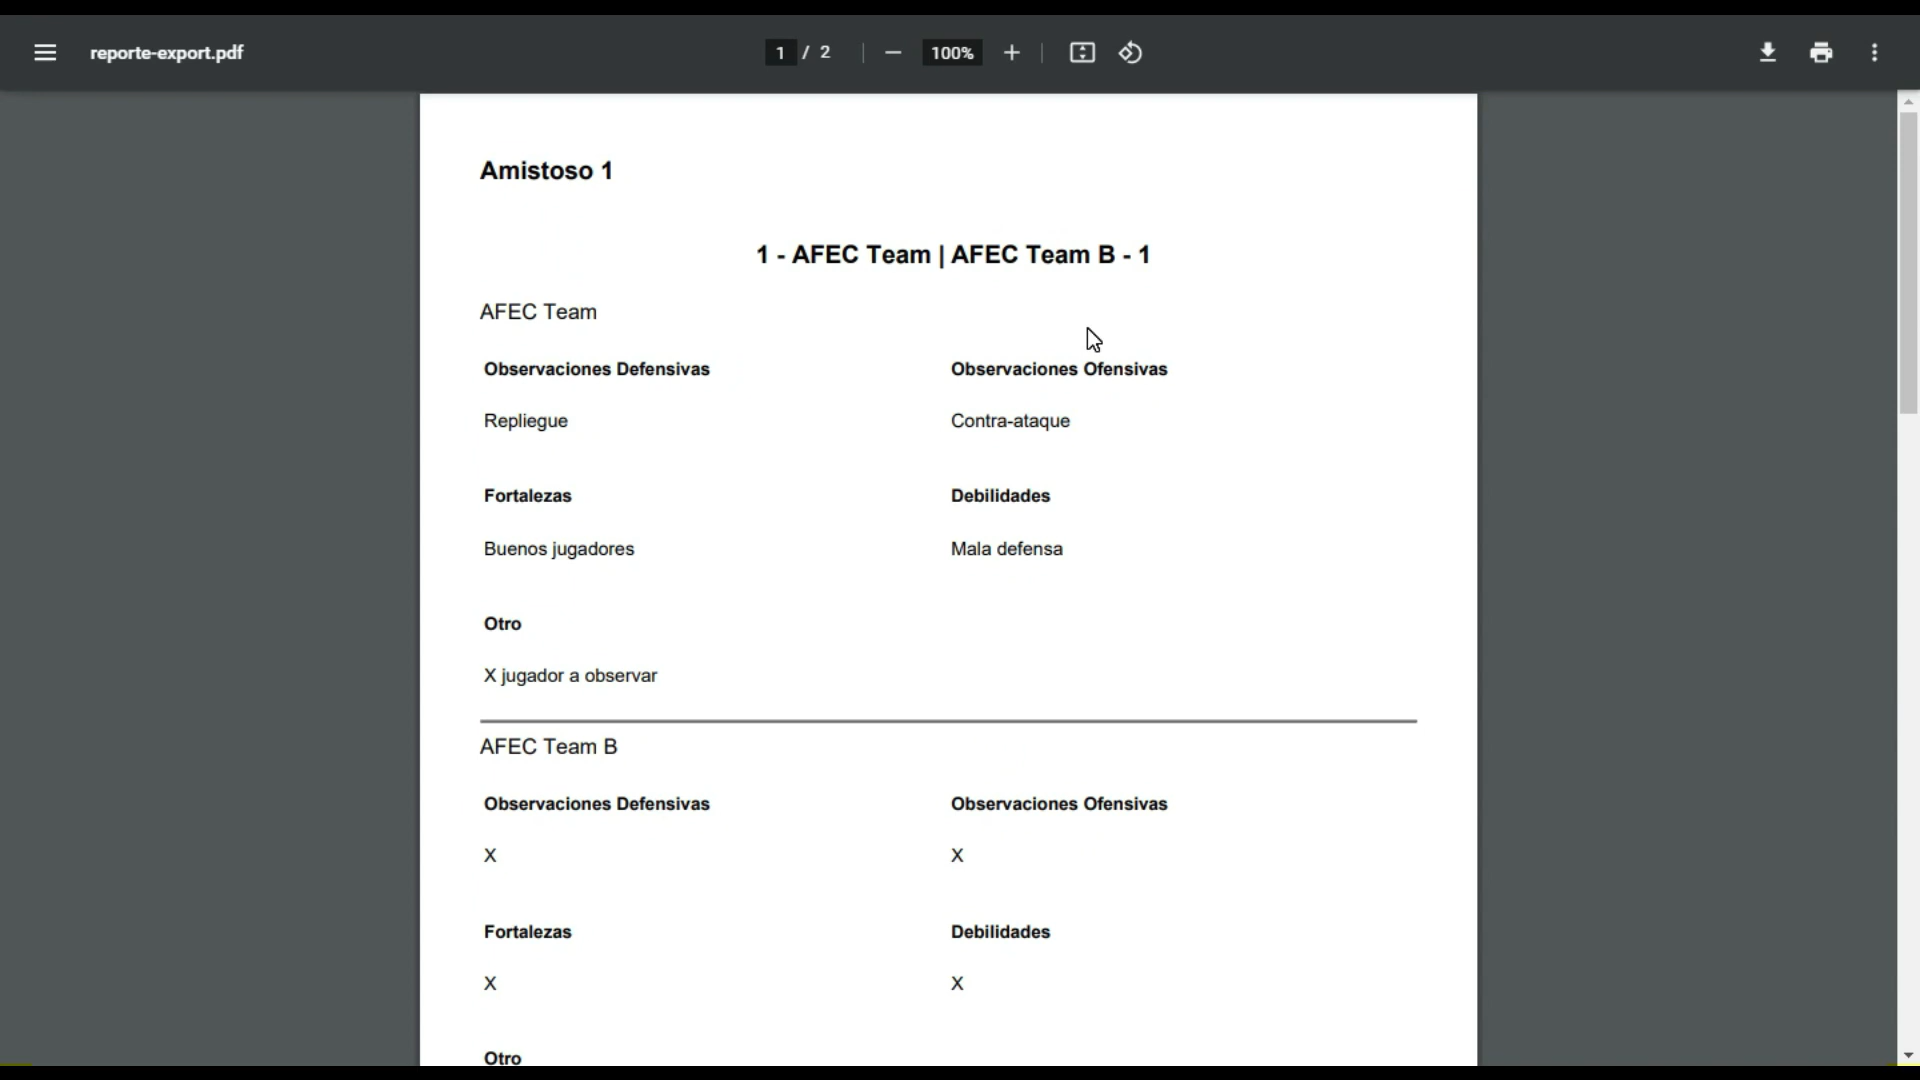 reporte-export.pdf
1 / 2
100%
Amistoso 1
1 - AFEC Team | AFEC Team B - 1
AFEC Team
Observaciones Defensivas
Observaciones Ofensivas
Repliegue
Contra-ataque
Fortalezas
Debilidades
Buenos jugadores
Mala defensa
Otro
X jugador a observar
AFEC Team B
Observaciones Defensivas
Observaciones Ofensivas
X
X
Fortalezas
Debilidades
X
X
Otro